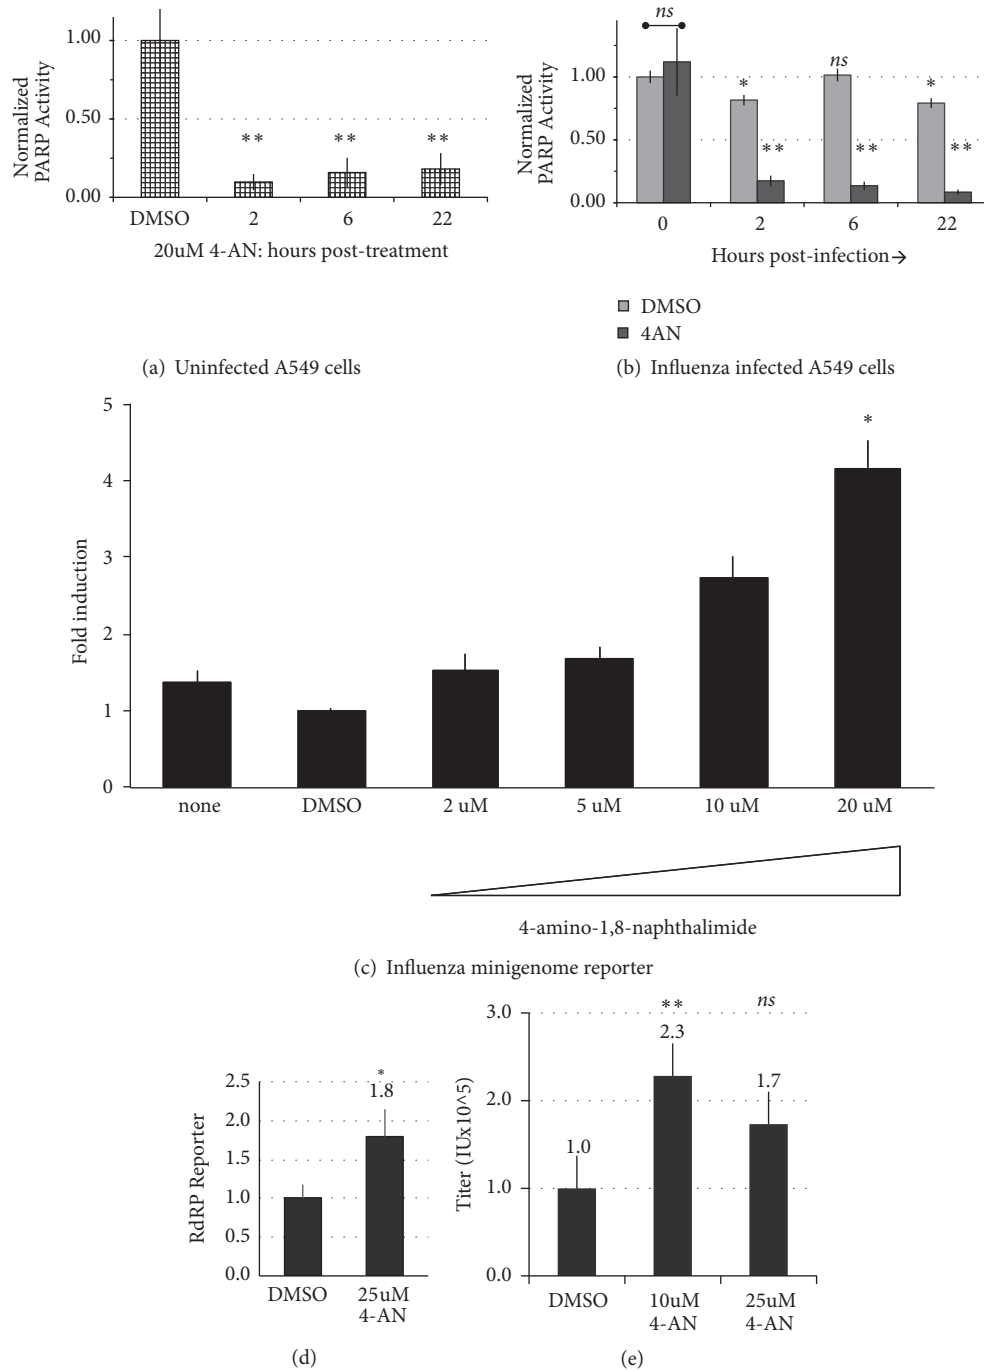 1.00
0.50
0.00
Normalized
PARP Activity
** ** **
DMSO 2 6 22
20uM 4-AN: hours post-treatment
(a) Uninfected A549 cells
ns
1.00
0.50
0.00
Normalized
PARP Activity
* ns *
** ** **
0 2 6 22
Hours post-infection→
DMSO
4AN
(b) Influenza infected A549 cells
5
4
3
2
1
0
Fold induction
*
none DMSO 2 uM 5 uM 10 uM 20 uM
4-amino-1,8-naphthalimide
(c) Influenza minigenome reporter
2.5
2.0
1.5
1.0
0.5
0.0
RdRP Reporter
*
1.8
DMSO 25uM
4-AN
(d)
3.0
2.0
1.0
0.0
Titer (IUx10^5)
** ns
1.0 2.3 1.7
DMSO 10uM 25uM
4-AN 4-AN
(e)